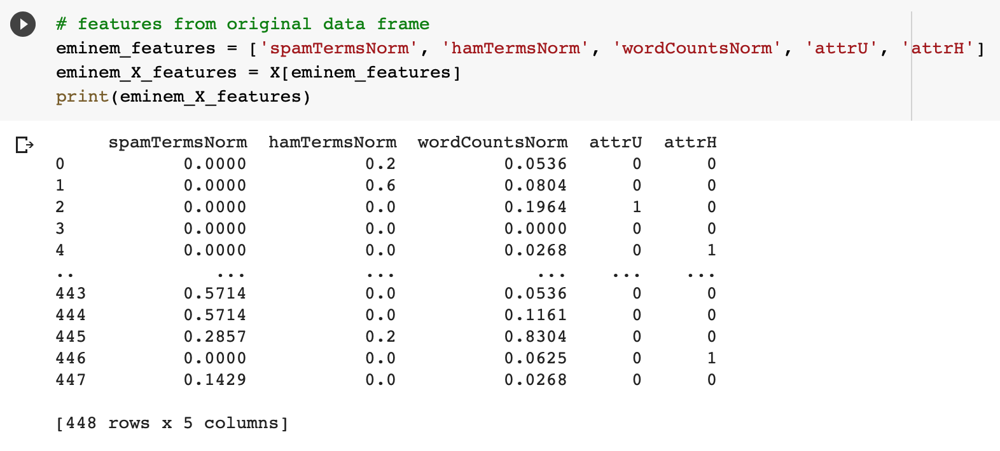 # features from original data frame
eminem_features = ['spamTermsNorm', 'hamTermsNorm', 'wordCountsNorm', 'attrU', 'attrH']
eminem_X_features = X[eminem_features]
print(eminem_X_features)
     spamTermsNorm  hamTermsNorm  wordCountsNorm  attrU  attrH
0           0.0000           0.2          0.0536      0      0
1           0.0000           0.6          0.0804      0      0
2           0.0000           0.0          0.1964      1      0
3           0.0000           0.0          0.0000      0      0
4           0.0000           0.0          0.0268      0      1
..             ...           ...             ...    ...    ...
443         0.5714           0.0          0.0536      0      0
444         0.5714           0.0          0.1161      0      0
445         0.2857           0.2          0.8304      0      0
446         0.0000           0.0          0.0625      0      1
447         0.1429           0.0          0.0268      0      0
[448 rows x 5 columns]